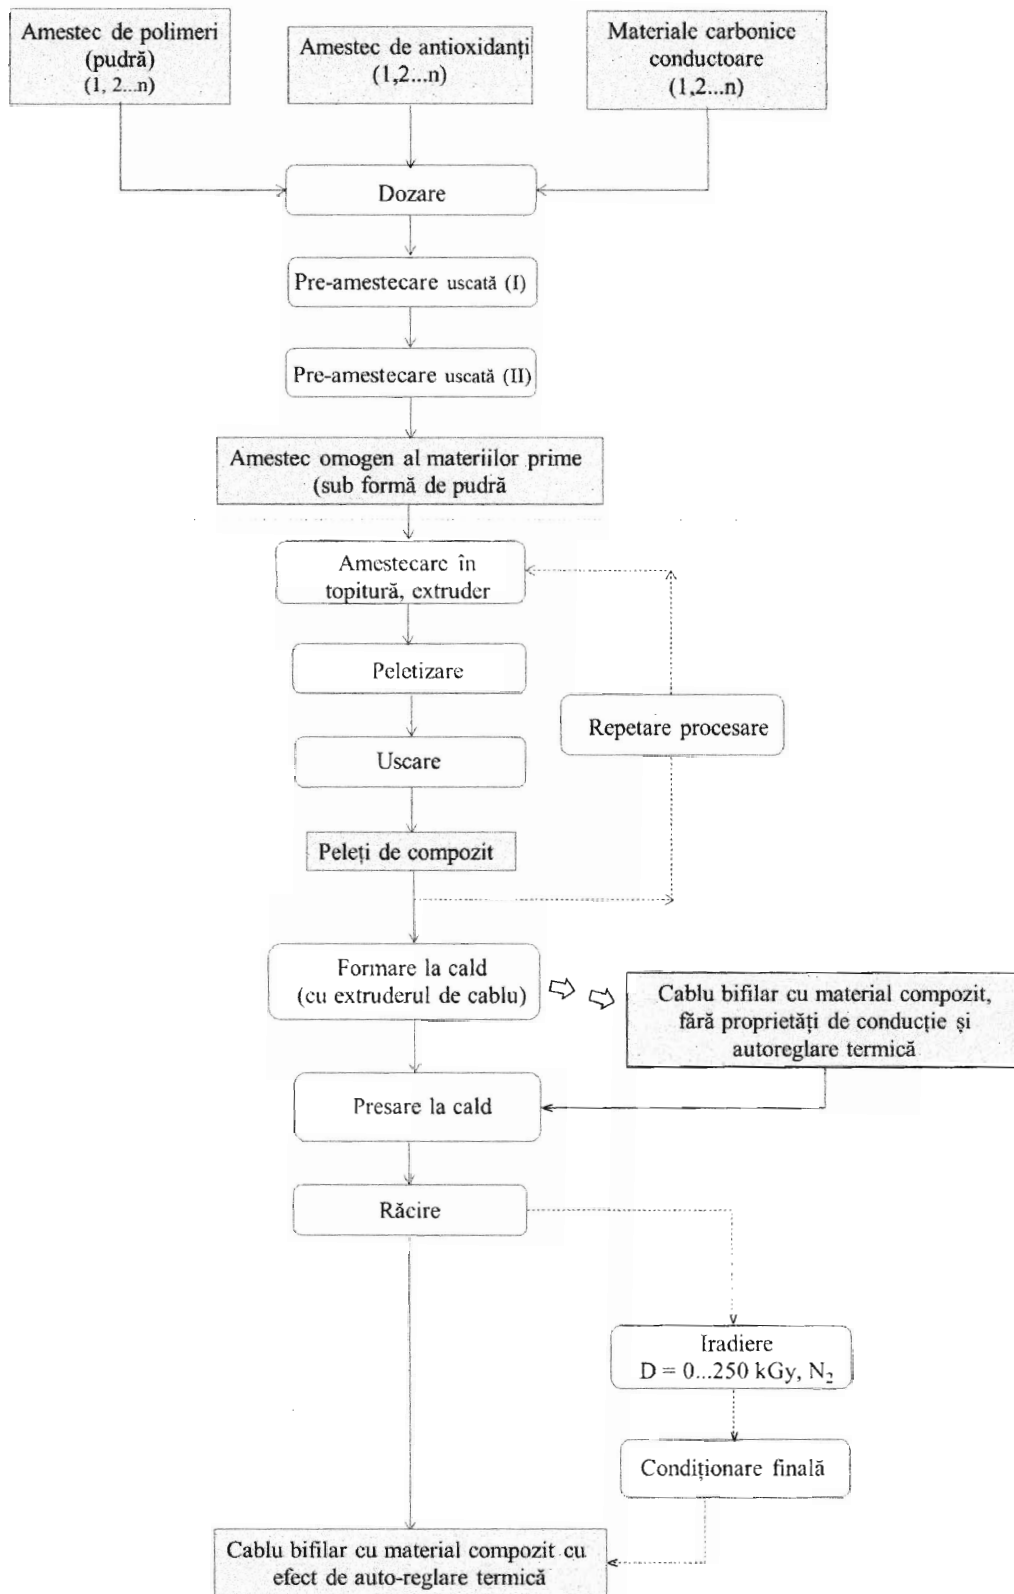 Amestec de polimeri
(pudră)
(1, 2...n)
Amestec de antioxidanți
(1,2...n)
Materiale carbonice
conductoare
(1,2...n)
Dozare
Pre-amestecare uscată (I)
Pre-amestecare uscată (II)
Amestec omogen al materiilor prime
(sub formă de pudră
Amestecare în
topitură, extruder
Peletizare
Repetare procesare
Uscare
Peleți de compozit
Formare la cald
(cu extruderul de cablu)
Cablu bifilar cu material compozit,
fără proprietăți de conducție și
autoreglare termică
Presare la cald
Răcire
Iradiere
D = 0...250 kGy, N₂
Condiționare finală
Cablu bifilar cu material compozit cu
efect de auto-reglare termică